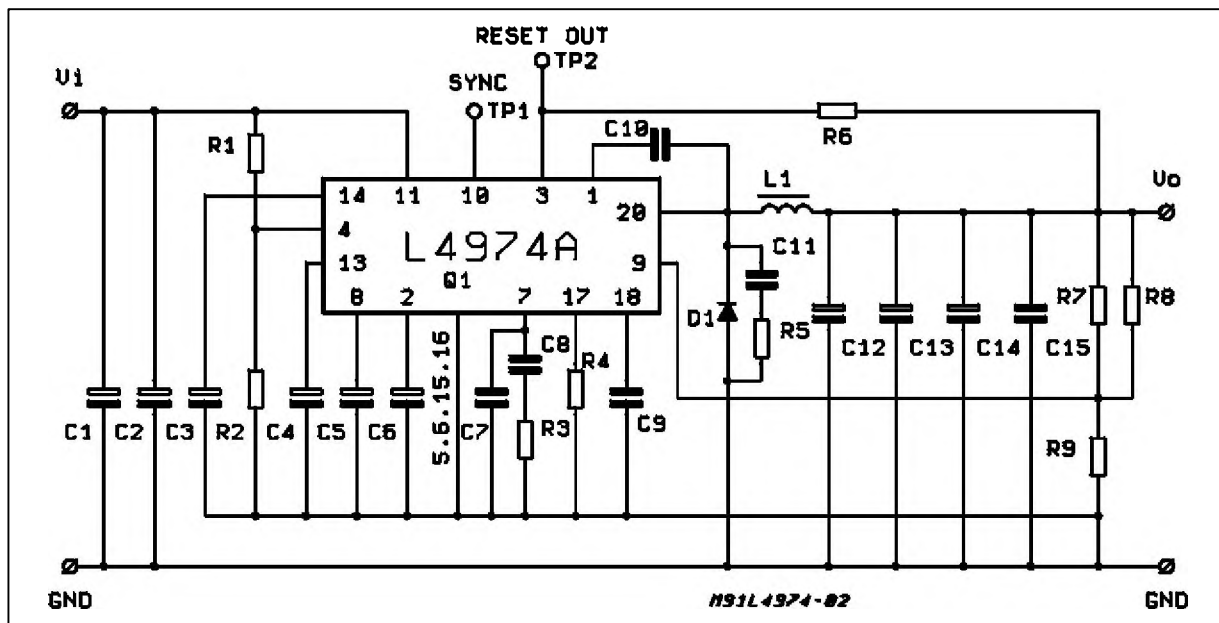 RESET OUT
TP2
SYNC
TP1
Vi
C10
R6
R1
L1
Vo
14 11 10 3 1 20
4
L4974A
13
Q1
9
8 2 7 17 18
C11
D1
R5
R7
R8
5.6.15.16
C8
R4
C12
C13
C14
C15
C1
C2
C3
R2
C4
C5
C6
C7
R3
C9
R9
GND
M91L4974-02
GND